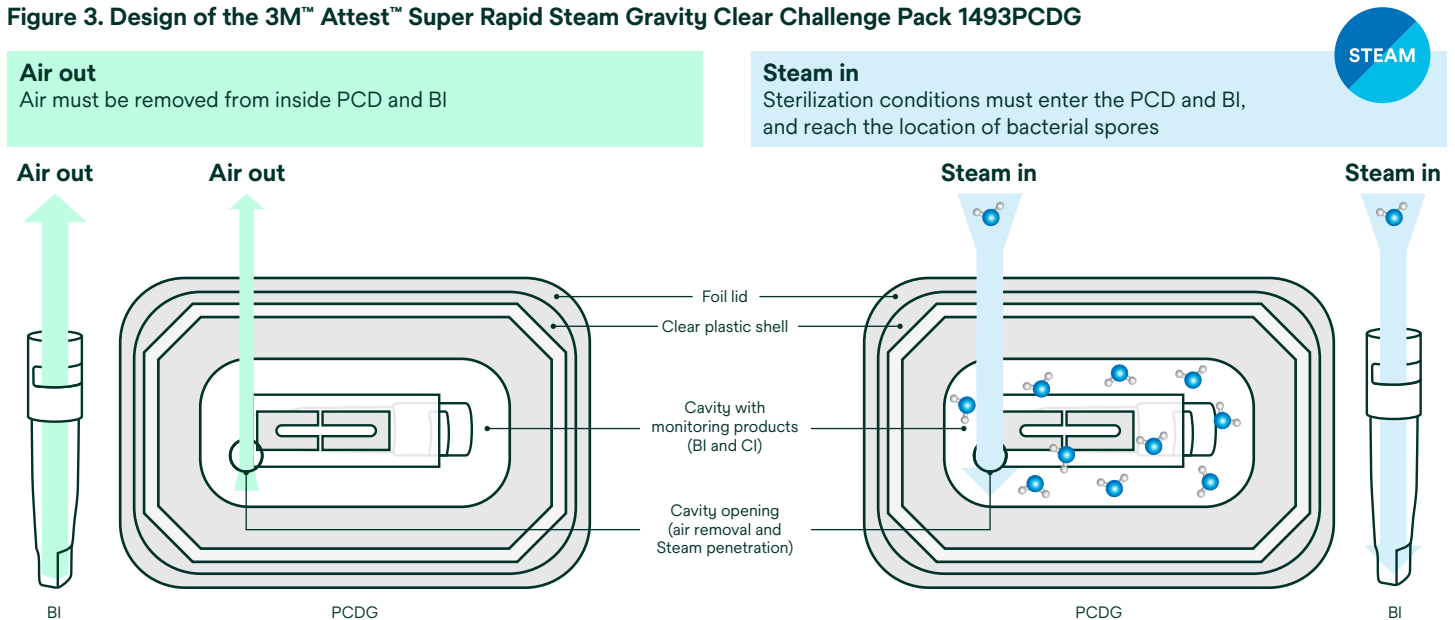 Figure 3. Design of the 3M™ Attest™ Super Rapid Steam Gravity Clear Challenge Pack 1493PCDG
Air out
Air must be removed from inside PCD and BI
Steam in
Sterilization conditions must enter the PCD and BI,
and reach the location of bacterial spores
STEAM
Air out
Air out
Steam in
Steam in
Foil lid
Clear plastic shell
Cavity with
monitoring products
(BI and CI)
Cavity opening
(air removal and
Steam penetration)
BI
PCDG
PCDG
BI